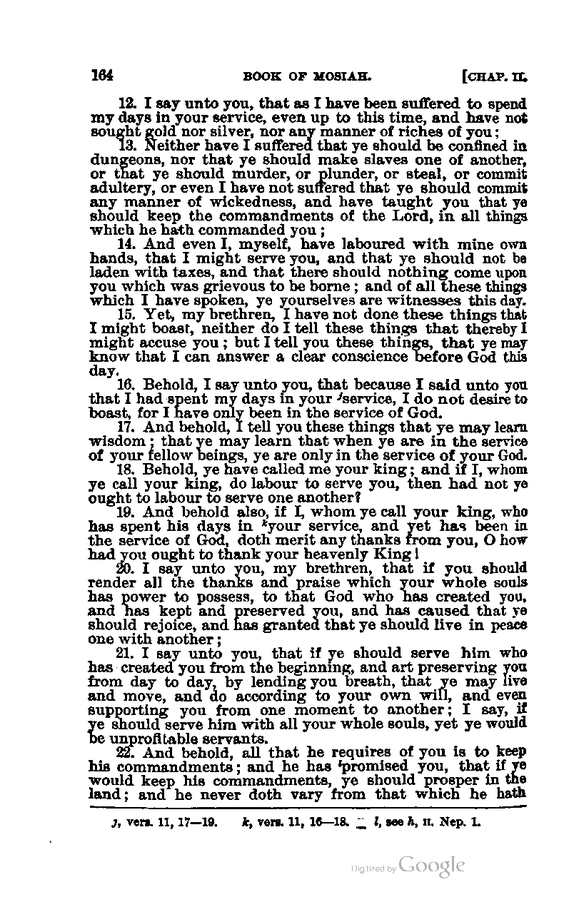 164 BOOK OF MOSIAH. [CHAP. II.
12. I say unto you, that as I have been suffered to spend
my days in your service, even up to this time, and have not
sought gold nor silver, nor any manner of riches of you;
13. Neither have I suffered that ye should be confined in
dungeons, nor that ye should make slaves one of another,
or that ye should murder, or plunder, or steal, or commit
adultery, or even I have not suffered that ye should commit
any manner of wickedness, and have taught you that ye
should keep the commandments of the Lord, in all things
which he hath commanded you;
14. And even I, myself, have laboured with mine own
hands, that I might serve you, and that ye should not be
laden with taxes, and that there should nothing come upon
you which was grievous to be borne; and of all these things
which I have spoken, ye yourselves are witnesses this day.
15. Yet, my brethren, I have not done these things that
I might boast, neither do I tell these things that thereby I
might accuse you; but I tell you these things, that ye may
know that I can answer a clear conscience before God this
day.
16. Behold, I say unto you, that because I said unto you
that I had spent my days in your ʲservice, I do not desire to
boast, for I have only been in the service of God.
17. And behold, I tell you these things that ye may learn
wisdom; that ye may learn that when ye are in the service
of your fellow beings, ye are only in the service of your God.
18. Behold, ye have called me your king; and if I, whom
ye call your king, do labour to serve you, then had not ye
ought to labour to serve one another?
19. And behold also, if I, whom ye call your king, who
has spent his days in ᵏyour service, and yet has been in
the service of God, doth merit any thanks from you, O how
had you ought to thank your heavenly King!
20. I say unto you, my brethren, that if you should
render all the thanks and praise which your whole souls
has power to possess, to that God who has created you,
and has kept and preserved you, and has caused that ye
should rejoice, and has granted that ye should live in peace
one with another;
21. I say unto you, that if ye should serve him who
has created you from the beginning, and art preserving you
from day to day, by lending you breath, that ye may live
and move, and do according to your own will, and even
supporting you from one moment to another; I say, if
ye should serve him with all your whole souls, yet ye would
be unprofitable servants.
22. And behold, all that he requires of you is to keep
his commandments; and he has ˡpromised you, that if ye
would keep his commandments, ye should prosper in the
land; and he never doth vary from that which he hath
j, vers. 11, 17—19. k, vers. 11, 16—18. l, see h, II. Nep. 1.
Digitized by Google